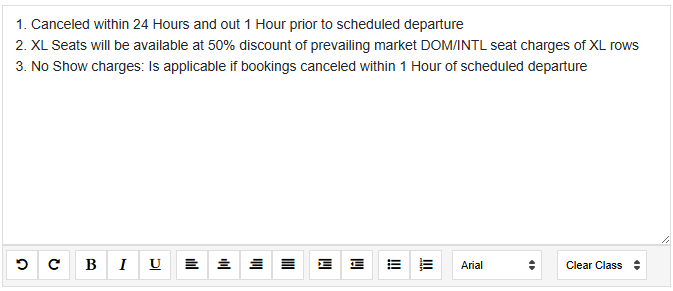 1. Canceled within 24 Hours and out 1 Hour prior to scheduled departure
2. XL Seats will be available at 50% discount of prevailing market DOM/INTL seat charges of XL rows
3. No Show charges: Is applicable if bookings canceled within 1 Hour of scheduled departure
B I U Arial Clear Class